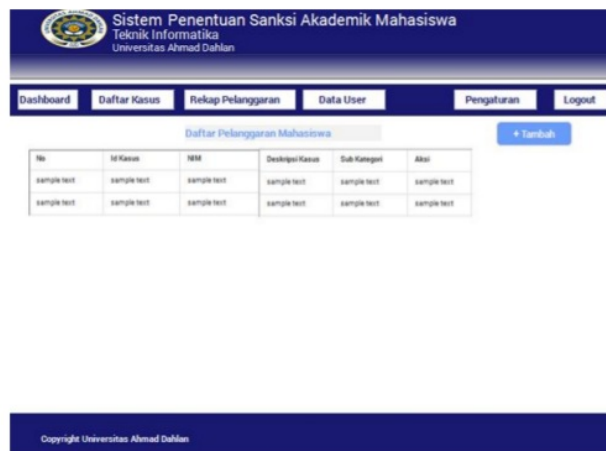 Sistem Penentuan Sanksi Akademik Mahasiswa
Teknik Informatika
Universitas Ahmad Dahlan
Dashboard Daftar Kasus Rekap Pelanggaran Data User Pengaturan Logout
Daftar Pelanggaran Mahasiswa + Tambah
No Id Kasus NIM Deskripsi Kasus Sub Kategori Aksi
sample text sample text sample text sample text sample text sample text
sample text sample text sample text sample text sample text sample text
Copyright Universitas Ahmad Dahlan